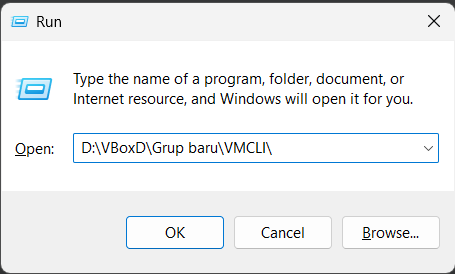 Run
Type the name of a program, folder, document, or
Internet resource, and Windows will open it for you.
Open: D:\VBoxD\Grup baru\VMCLI\
OK Cancel Browse...